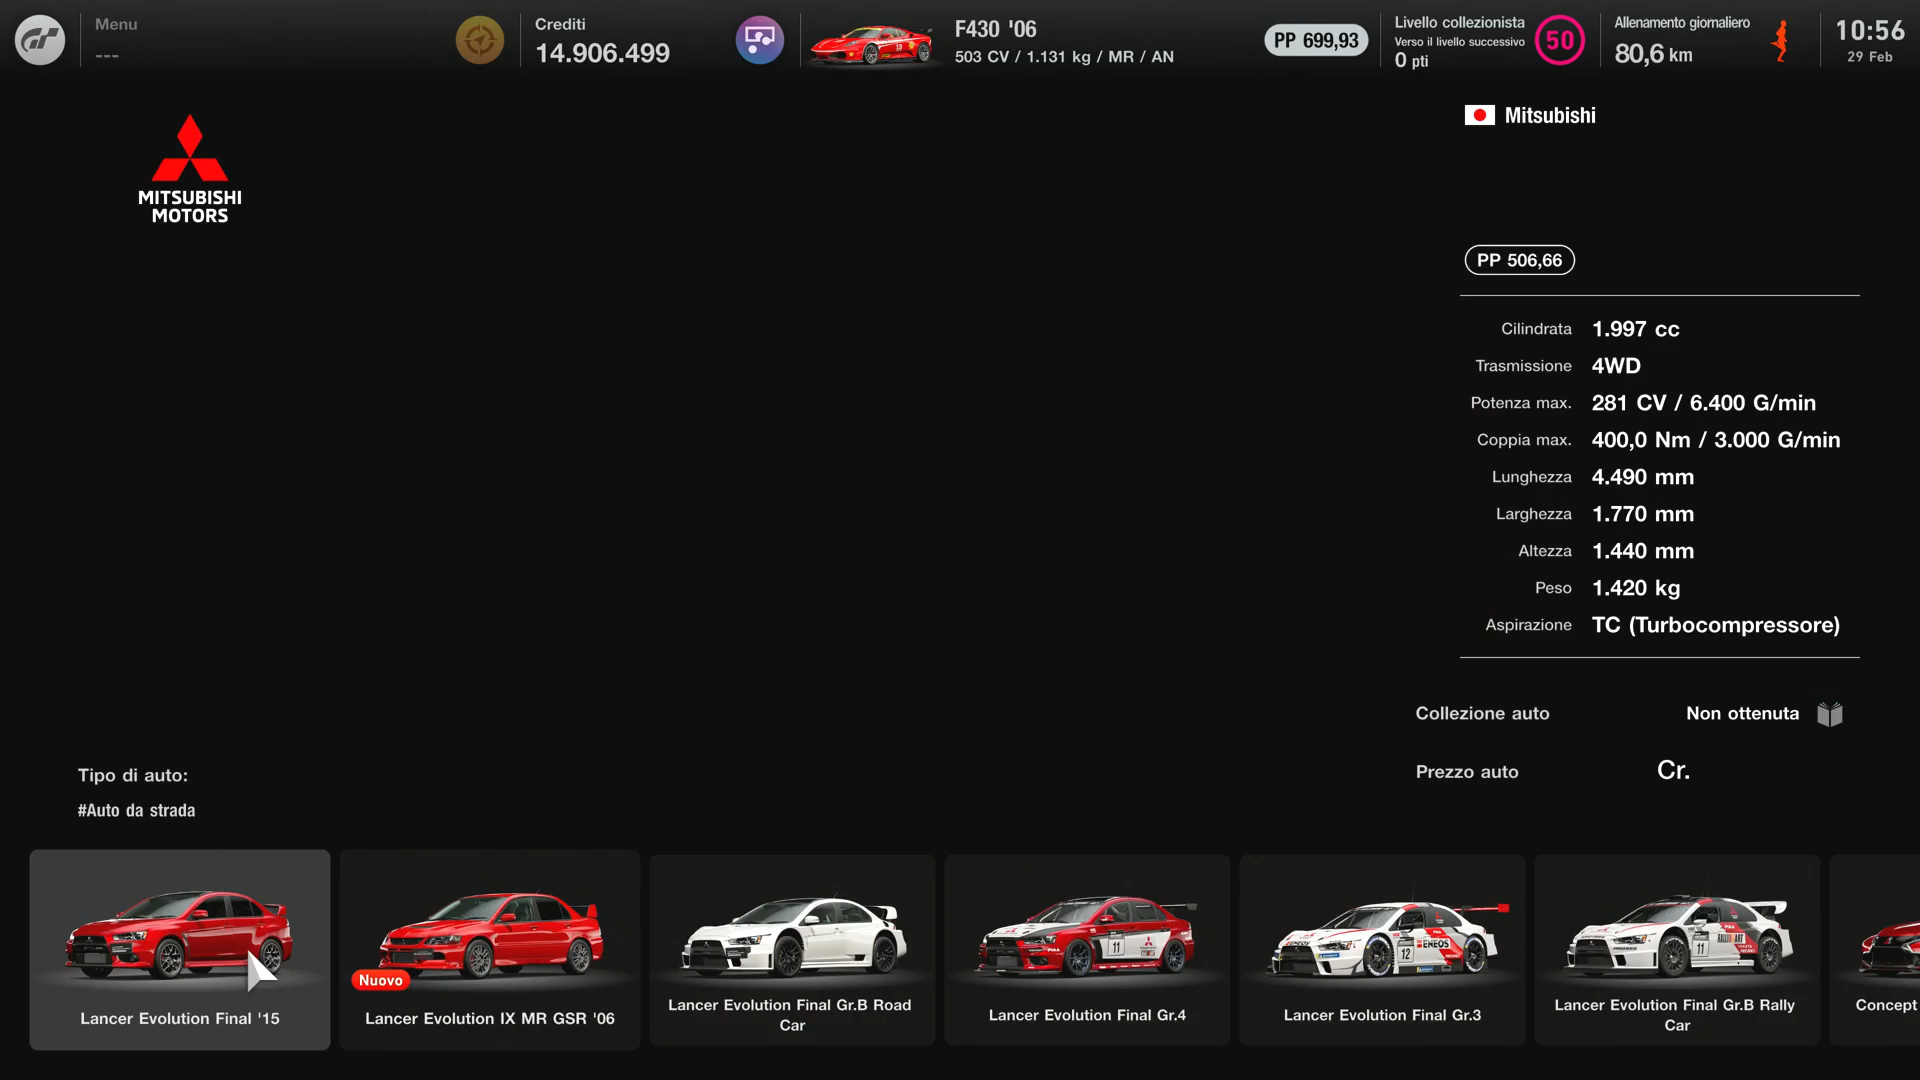 Menu
---
Crediti
14.906.499
F430 '06
503 CV / 1.131 kg / MR / AN
PP 699,93
Livello collezionista
Verso il livello successivo
0 pti
50
Allenamento giornaliero
80,6 km
10:56
29 Feb
MITSUBISHI
MOTORS
Mitsubishi
PP 506,66
Cilindrata 1.997 cc
Trasmissione 4WD
Potenza max. 281 CV / 6.400 G/min
Coppia max. 400,0 Nm / 3.000 G/min
Lunghezza 4.490 mm
Larghezza 1.770 mm
Altezza 1.440 mm
Peso 1.420 kg
Aspirazione TC (Turbocompressore)
Collezione auto Non ottenuta
Prezzo auto Cr.
Tipo di auto:
#Auto da strada
Lancer Evolution Final '15
Nuovo
Lancer Evolution IX MR GSR '06
Lancer Evolution Final Gr.B Road
Car
11
Lancer Evolution Final Gr.4
ENEOS
12
Lancer Evolution Final Gr.3
11
Lancer Evolution Final Gr.B Rally
Car
Concept